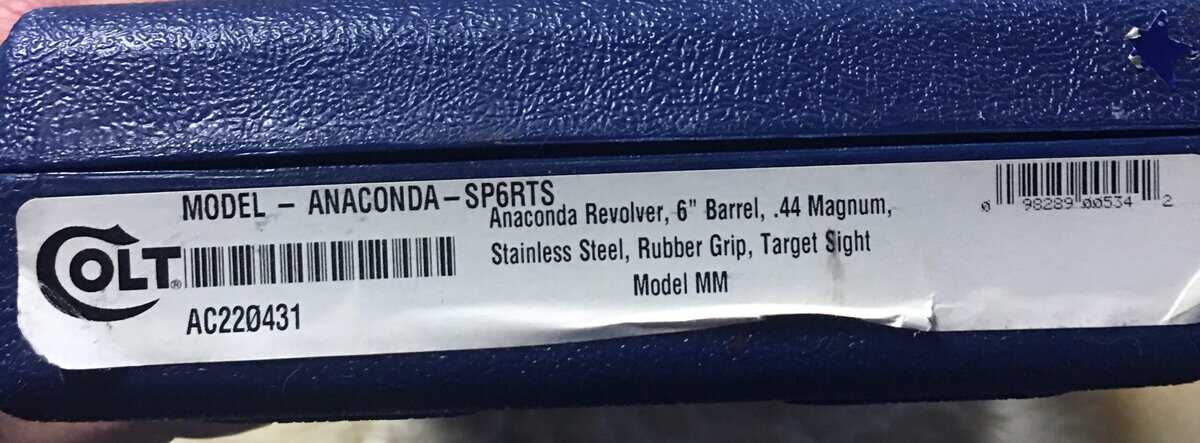 MODEL - ANACONDA-SP6RTS
Anaconda Revolver, 6" Barrel, .44 Magnum,
Stainless Steel, Rubber Grip, Target Sight
Model MM
COLT®
AC220431
0 98289 00534 2